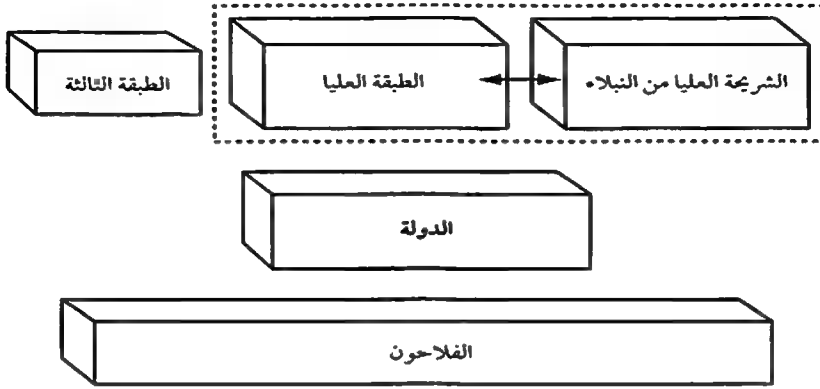 الشريحة العليا من النبلاء
الطبقة العليا
الطبقة الثالثة
الدولة
الفلاحون